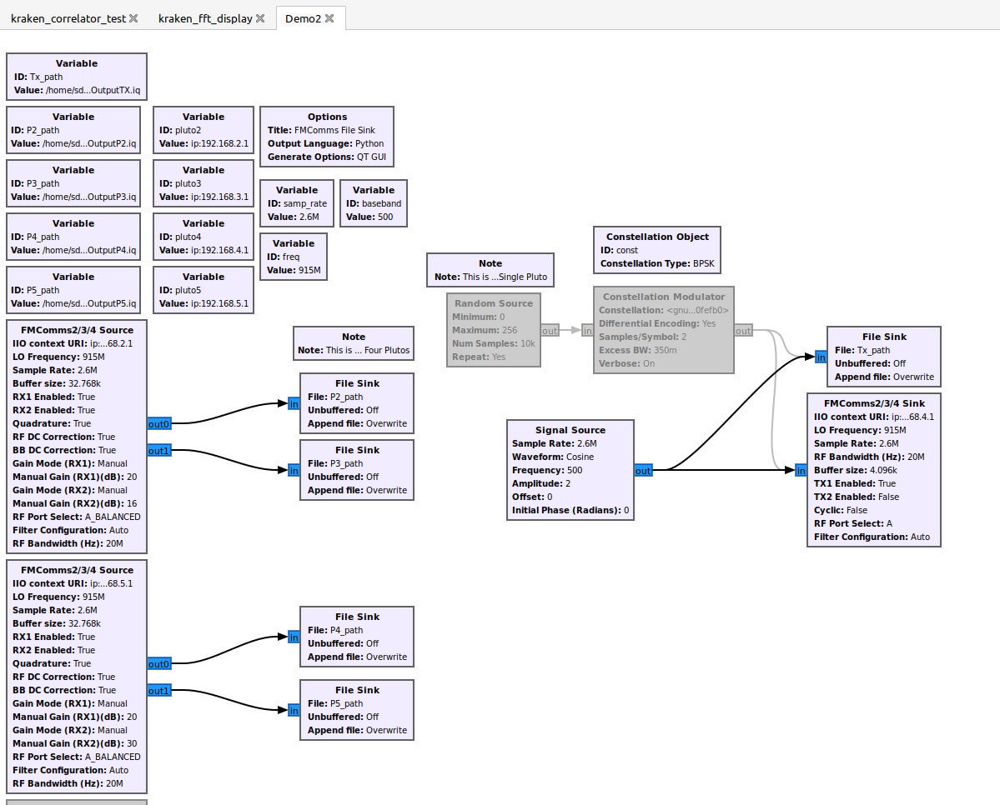 kraken_correlator_test
kraken_fft_display
Demo2
Variable
ID: Tx_path
Value: /home/sd...OutputTX.iq
Variable
ID: P2_path
Value: /home/sd...OutputP2.iq
Variable
ID: pluto2
Value: ip:192.168.2.1
Options
Title: FMComms File Sink
Output Language: Python
Generate Options: QT GUI
Variable
ID: P3_path
Value: /home/sd...OutputP3.iq
Variable
ID: pluto3
Value: ip:192.168.3.1
Variable
ID: samp_rate
Value: 2.6M
Variable
ID: baseband
Value: 500
Variable
ID: P4_path
Value: /home/sd...OutputP4.iq
Variable
ID: pluto4
Value: ip:192.168.4.1
Variable
ID: freq
Value: 915M
Variable
ID: P5_path
Value: /home/sd...OutputP5.iq
Variable
ID: pluto5
Value: ip:192.168.5.1
Note
Note: This is ...Single Pluto
Constellation Object
ID: const
Constellation Type: BPSK
Random Source
Minimum: 0
Maximum: 256
Num Samples: 10k
Repeat: Yes
out
in
Constellation Modulator
Constellation: <gnu...0fefb0>
Differential Encoding: Yes
Samples/Symbol: 2
Excess BW: 350m
Verbose: On
out
in
File Sink
File: Tx_path
Unbuffered: Off
Append file: Overwrite
FMComms2/3/4 Source
IIO context URI: ip:...68.2.1
LO Frequency: 915M
Sample Rate: 2.6M
Buffer size: 32.768k
RX1 Enabled: True
RX2 Enabled: True
Quadrature: True
RF DC Correction: True
BB DC Correction: True
Gain Mode (RX1): Manual
Manual Gain (RX1)(dB): 20
Gain Mode (RX2): Manual
Manual Gain (RX2)(dB): 16
RF Port Select: A_BALANCED
Filter Configuration: Auto
RF Bandwidth (Hz): 20M
out0
out1
Note
Note: This is ... Four Plutos
in
File Sink
File: P2_path
Unbuffered: Off
Append file: Overwrite
in
File Sink
File: P3_path
Unbuffered: Off
Append file: Overwrite
Signal Source
Sample Rate: 2.6M
Waveform: Cosine
Frequency: 500
Amplitude: 2
Offset: 0
Initial Phase (Radians): 0
out
in
FMComms2/3/4 Sink
IIO context URI: ip:...68.4.1
LO Frequency: 915M
Sample Rate: 2.6M
RF Bandwidth (Hz): 20M
Buffer size: 4.096k
TX1 Enabled: True
TX2 Enabled: False
Cyclic: False
RF Port Select: A
Filter Configuration: Auto
FMComms2/3/4 Source
IIO context URI: ip:...68.5.1
LO Frequency: 915M
Sample Rate: 2.6M
Buffer size: 32.768k
RX1 Enabled: True
RX2 Enabled: True
Quadrature: True
RF DC Correction: True
BB DC Correction: True
Gain Mode (RX1): Manual
Manual Gain (RX1)(dB): 20
Gain Mode (RX2): Manual
Manual Gain (RX2)(dB): 30
RF Port Select: A_BALANCED
Filter Configuration: Auto
RF Bandwidth (Hz): 20M
out0
out1
in
File Sink
File: P4_path
Unbuffered: Off
Append file: Overwrite
in
File Sink
File: P5_path
Unbuffered: Off
Append file: Overwrite